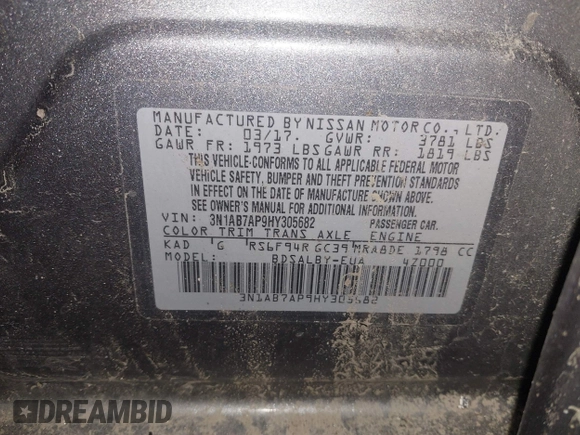 MANUFACTURED BY NISSAN MOTOR CO., LTD.
DATE: 03/17. GVWR: 3781 LBS
GAWR FR: 1973 LBS GAWR RR: 1819 LBS
THIS VEHICLE CONFORMS TO ALL APPLICABLE FEDERAL MOTOR
VEHICLE SAFETY, BUMPER AND THEFT PREVENTION STANDARDS
IN EFFECT ON THE DATE OF MANUFACTURE SHOWN ABOVE.
SEE OWNER'S MANUAL FOR ADDITIONAL INFORMATION.
VIN: 3N1AB7AP9HY305682 PASSENGER CAR.
COLOR TRIM TRANS AXLE ENGINE
KAD G RS6F94R GC39 MRA8DE 1798 CC
MODEL: BDSALBY-EUA 4Z000
3N1AB7AP9HY305682
DREAMBID